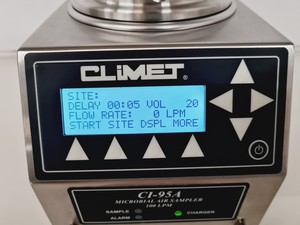 CLiMET®
SITE:
DELAY 00:05 VOL 20
FLOW RATE: 0 LPM
START SITE DSPL MORE
CI-95A
MICROBIAL AIR SAMPLER
100 LPM
SAMPLE CHARGER
ALARM